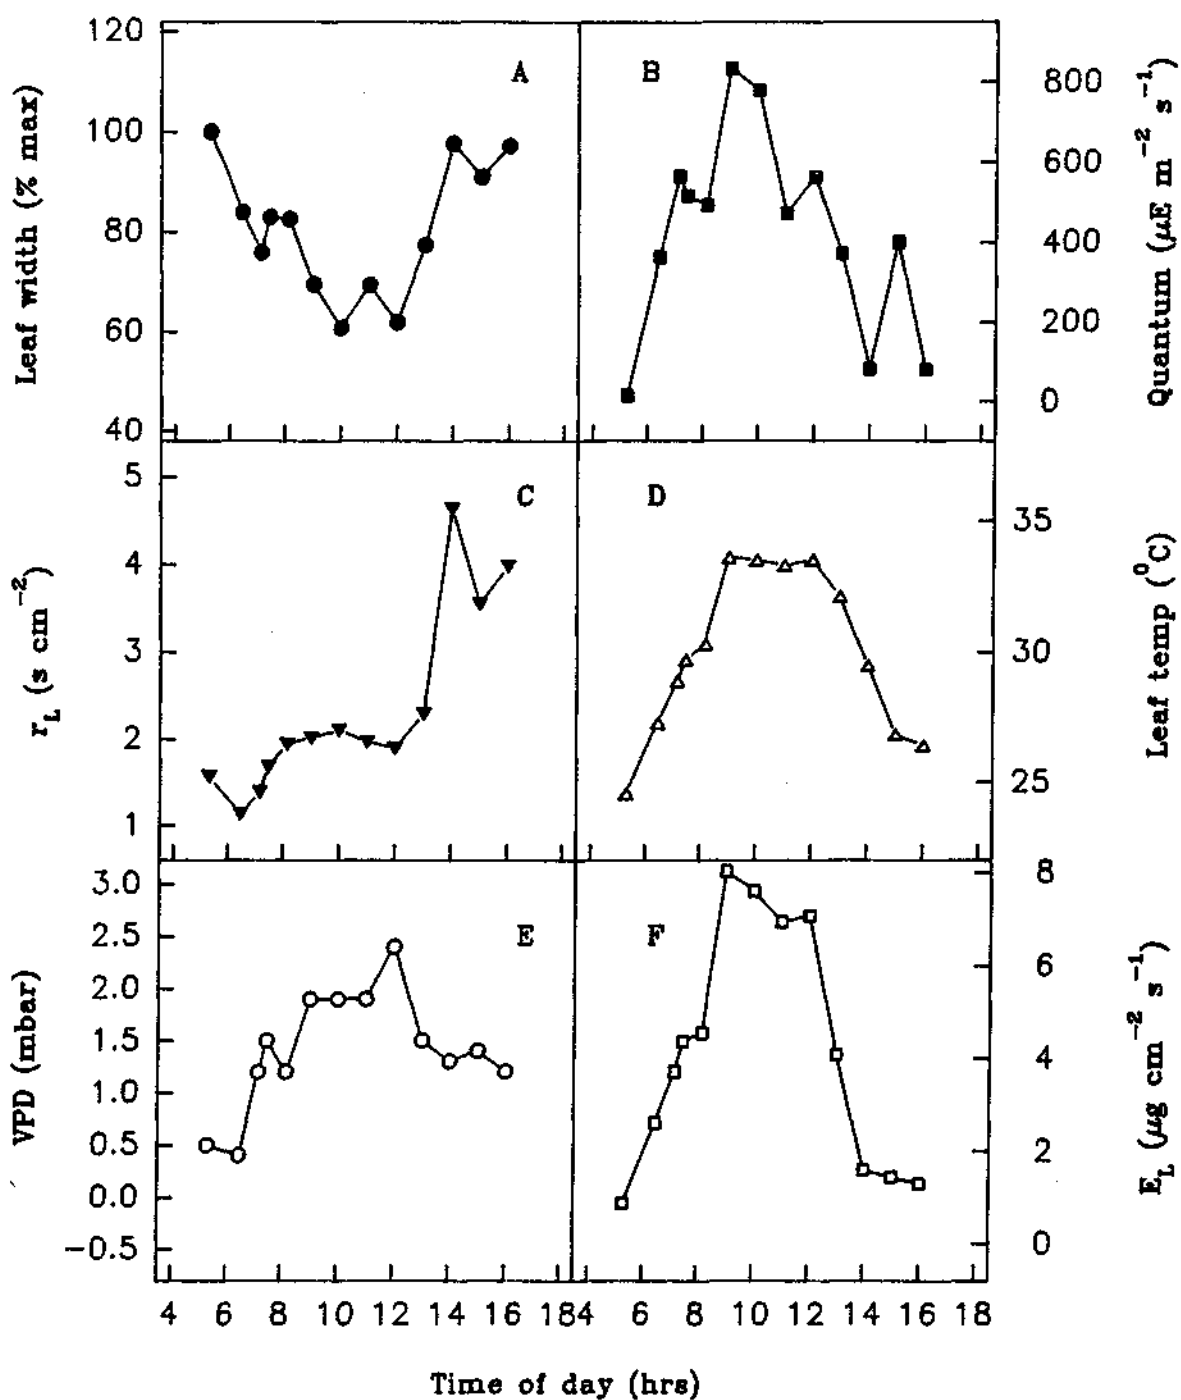 120
100
80
60
40
Leaf width (% max)
A
B
800
600
400
200
0
Quantum (μE m⁻² s⁻¹)
5
4
3
2
1
r_L (s cm⁻²)
C
D
35
30
25
Leaf temp (⁰C)
3.0
2.5
2.0
1.5
1.0
0.5
0.0
−0.5
VPD (mbar)
E
F
8
6
4
2
0
E_L (μg cm⁻² s⁻¹)
4 6 8 10 12 14 16 18 4 6 8 10 12 14 16 18
Time of day (hrs)